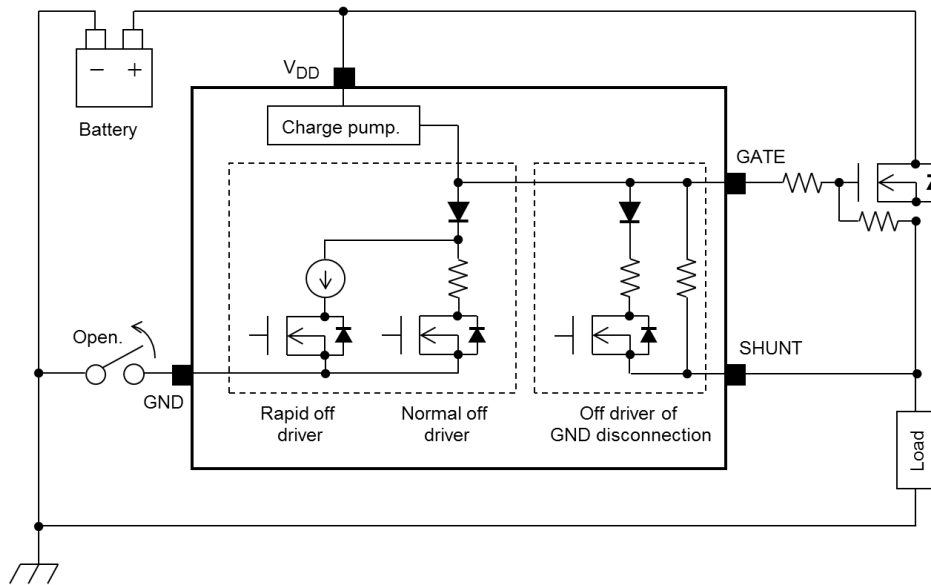 − +
Battery
VDD
Charge pump.
GATE
Open.
GND
SHUNT
Rapid off
driver
Normal off
driver
Off driver of
GND disconnection
Load